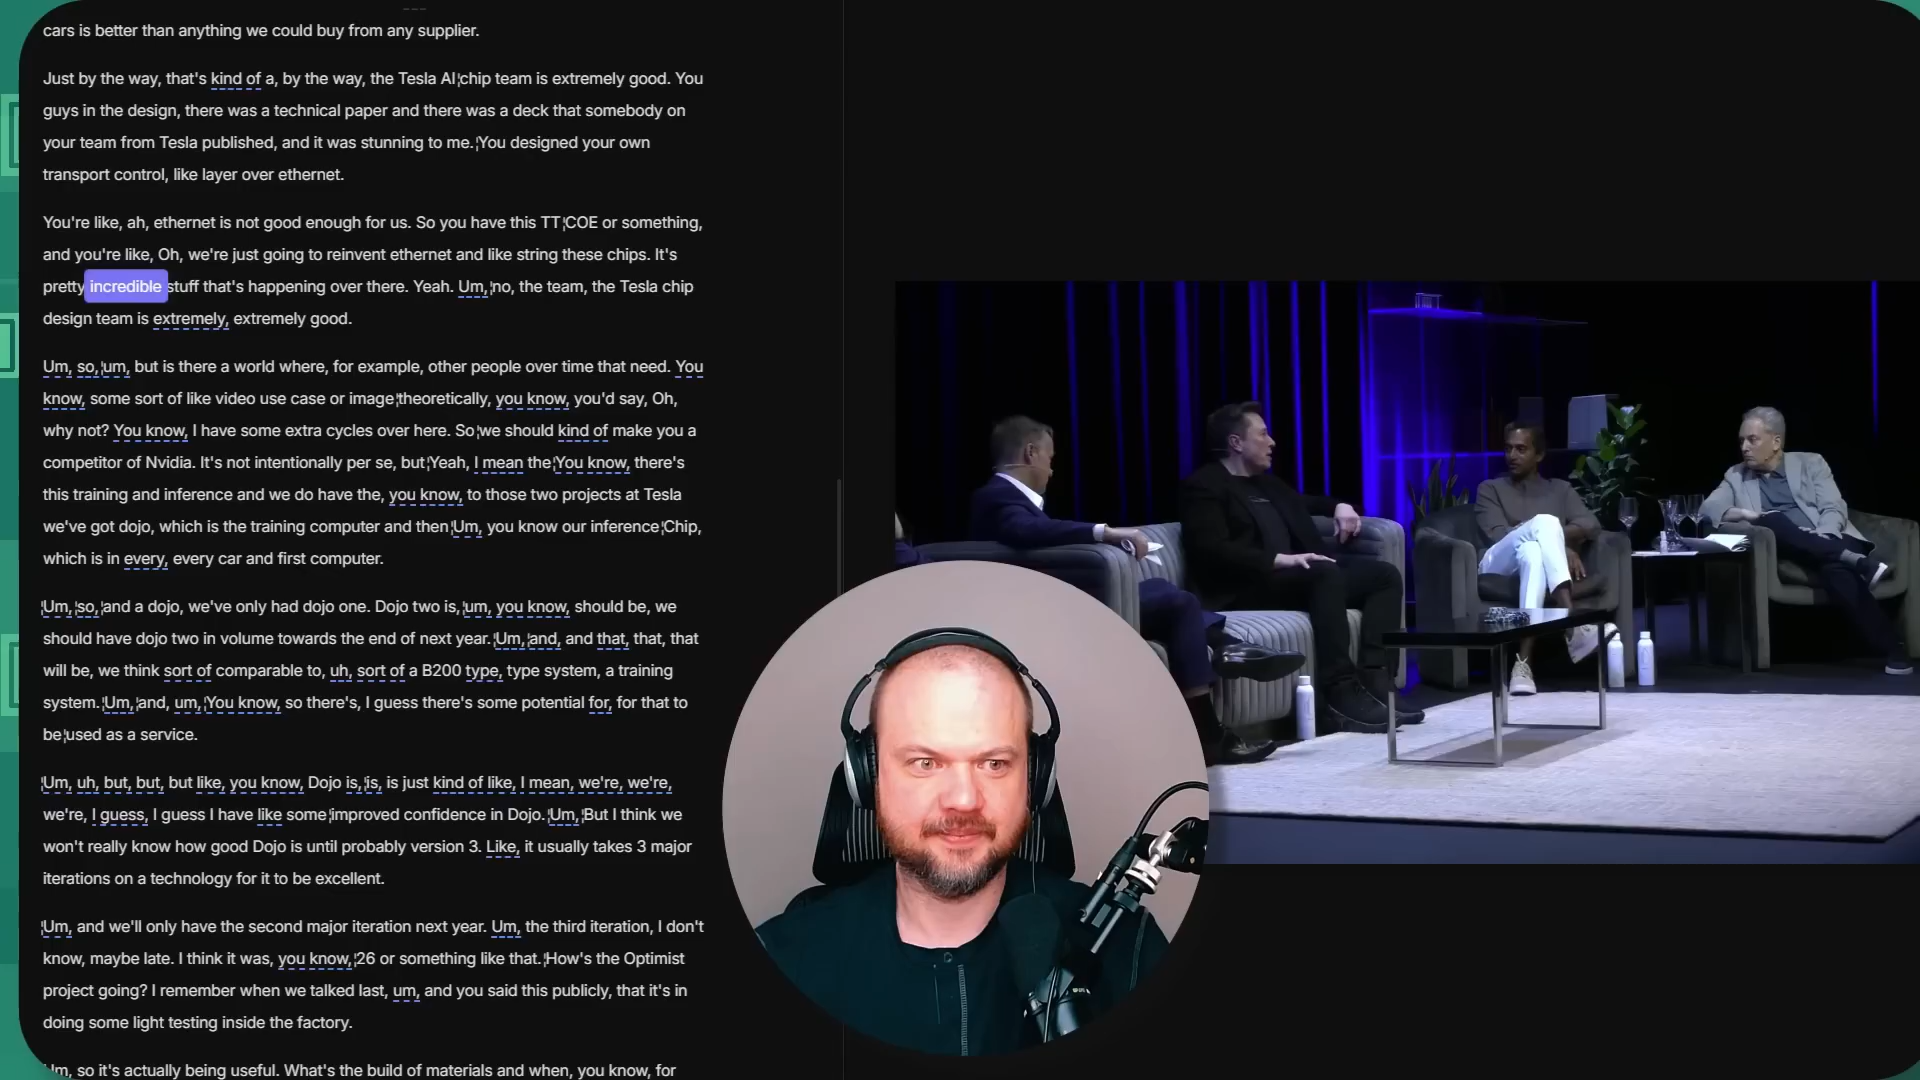 cars is better than anything we could buy from any supplier.
Just by the way, that's kind of a, by the way, the Tesla AI¦chip team is extremely good. You
guys in the design, there was a technical paper and there was a deck that somebody on
your team from Tesla published, and it was stunning to me.¦You designed your own
transport control, like layer over ethernet.
You're like, ah, ethernet is not good enough for us. So you have this TT¦COE or something,
and you're like, Oh, we're just going to reinvent ethernet and like string these chips. It's
pretty incredible stuff that's happening over there. Yeah. Um,¦no, the team, the Tesla chip
design team is extremely, extremely good.
Um, so,¦um, but is there a world where, for example, other people over time that need. You
know, some sort of like video use case or image¦theoretically, you know, you'd say, Oh,
why not? You know, I have some extra cycles over here. So¦we should kind of make you a
competitor of Nvidia. It's not intentionally per se, but¦Yeah, I mean the¦You know, there's
this training and inference and we do have the, you know, to those two projects at Tesla
we've got dojo, which is the training computer and then¦Um, you know our inference¦Chip,
which is in every, every car and first computer.
¦Um,¦so,¦and a dojo, we've only had dojo one. Dojo two is,¦um, you know, should be, we
should have dojo two in volume towards the end of next year.¦Um,¦and, and that, that, that
will be, we think sort of comparable to, uh, sort of a B200 type, type system, a training
system.¦Um,¦and, um,¦You know, so there's, I guess there's some potential for, for that to
be¦used as a service.
¦Um, uh, but, but, but like, you know, Dojo is,¦is, is just kind of like, I mean, we're, we're,
we're, I guess, I guess I have like some¦improved confidence in Dojo.¦Um,¦But I think we
won't really know how good Dojo is until probably version 3. Like, it usually takes 3 major
iterations on a technology for it to be excellent.
¦Um, and we'll only have the second major iteration next year. Um, the third iteration, I don't
know, maybe late. I think it was, you know,¦26 or something like that.¦How's the Optimist
project going? I remember when we talked last, um, and you said this publicly, that it's in
doing some light testing inside the factory.
Um, so it's actually being useful. What's the build of materials and when, you know, for